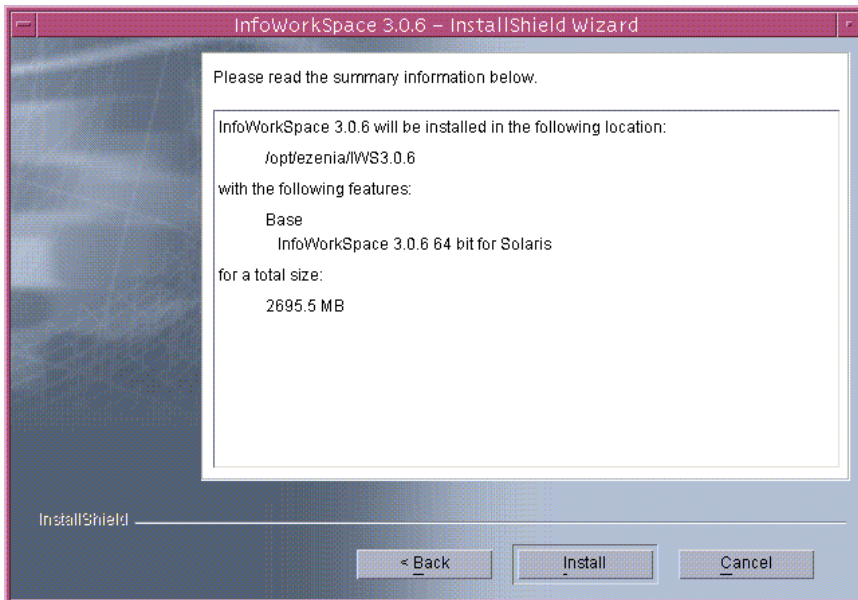 InfoWorkSpace 3.0.6 – InstallShield Wizard
Please read the summary information below.
InfoWorkSpace 3.0.6 will be installed in the following location:
/opt/ezenia/IWS3.0.6
with the following features:
Base
InfoWorkSpace 3.0.6 64 bit for Solaris
for a total size:
2695.5 MB
InstallShield
< Back
Install
Cancel